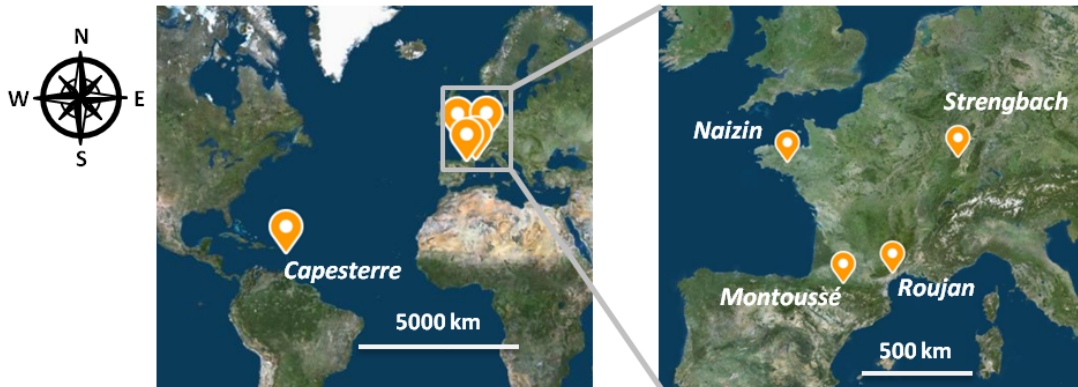 N
W E
S
Capesterre
5000 km
Strengbach
Naizin
Montoussé
Roujan
500 km